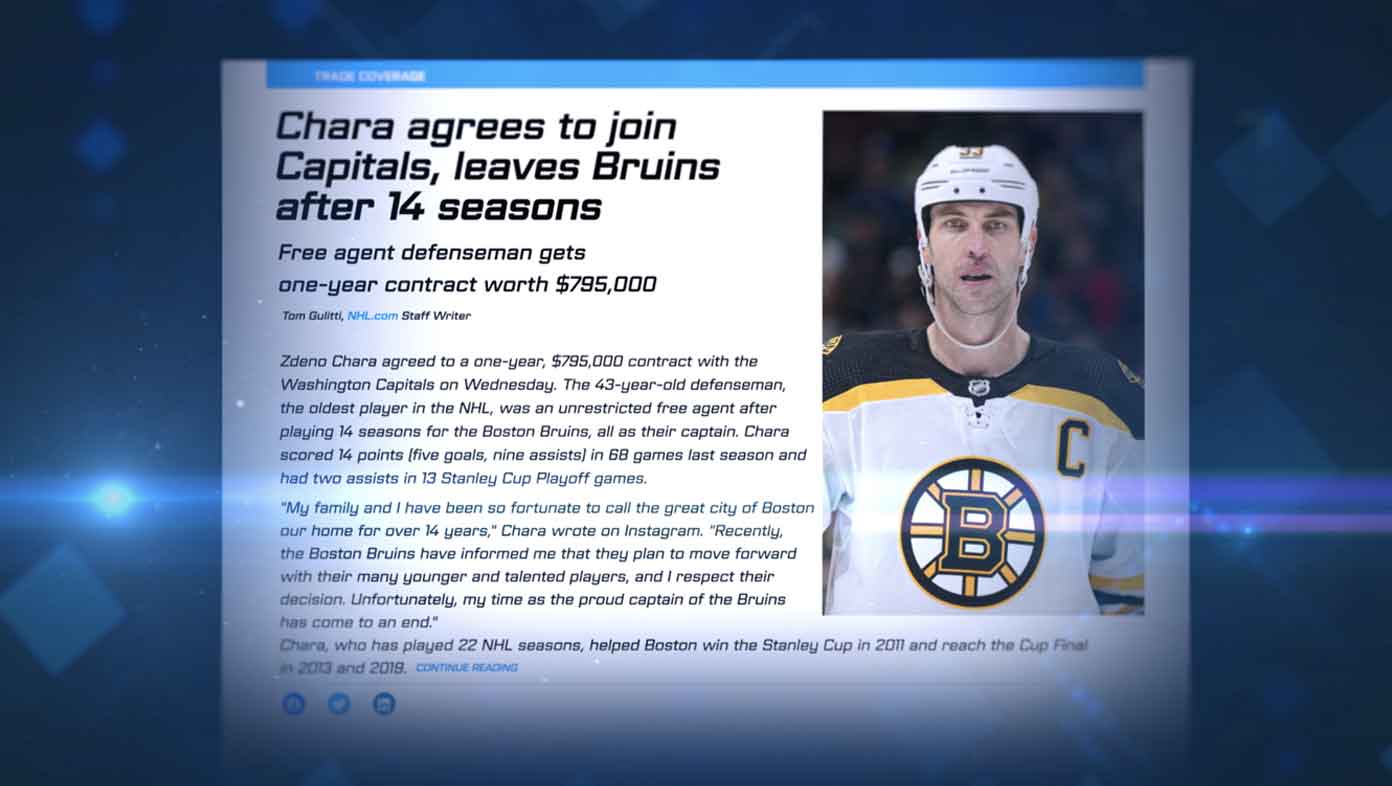 TRADE COVERAGE
Chara agrees to join
Capitals, leaves Bruins
after 14 seasons
Free agent defenseman gets
one-year contract worth $795,000
Tom Gulitti, NHL.com Staff Writer
Zdeno Chara agreed to a one-year, $795,000 contract with the
Washington Capitals on Wednesday. The 43-year-old defenseman,
the oldest player in the NHL, was an unrestricted free agent after
playing 14 seasons for the Boston Bruins, all as their captain. Chara
scored 14 points (five goals, nine assists) in 68 games last season and
had two assists in 13 Stanley Cup Playoff games.
"My family and I have been so fortunate to call the great city of Boston
our home for over 14 years," Chara wrote on Instagram. "Recently,
the Boston Bruins have informed me that they plan to move forward
with their many younger and talented players, and I respect their
decision. Unfortunately, my time as the proud captain of the Bruins
has come to an end."
Chara, who has played 22 NHL seasons, helped Boston win the Stanley Cup in 2011 and reach the Cup Final
in 2013 and 2019. CONTINUE READING
C
B